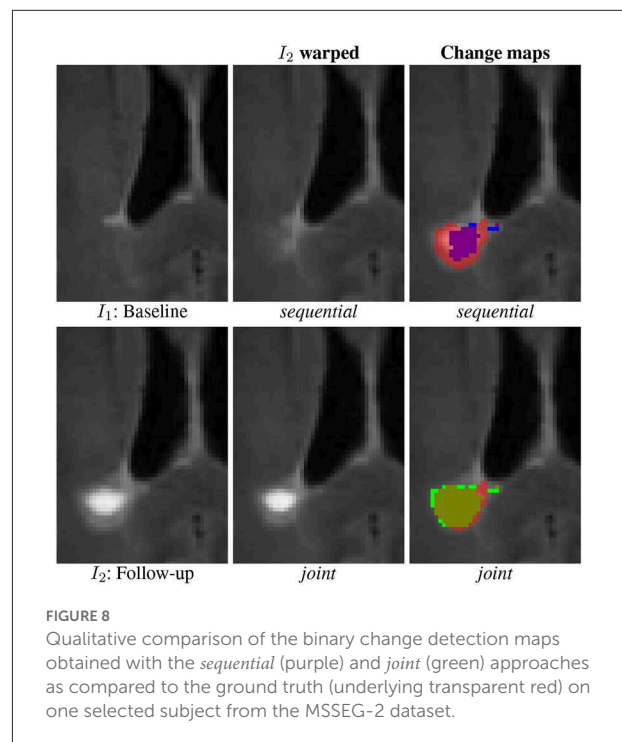 I₂ warped
Change maps
I₁: Baseline
sequential
sequential
I₂: Follow-up
joint
joint
FIGURE 8
Qualitative comparison of the binary change detection maps
obtained with the sequential (purple) and joint (green) approaches
as compared to the ground truth (underlying transparent red) on
one selected subject from the MSSEG-2 dataset.